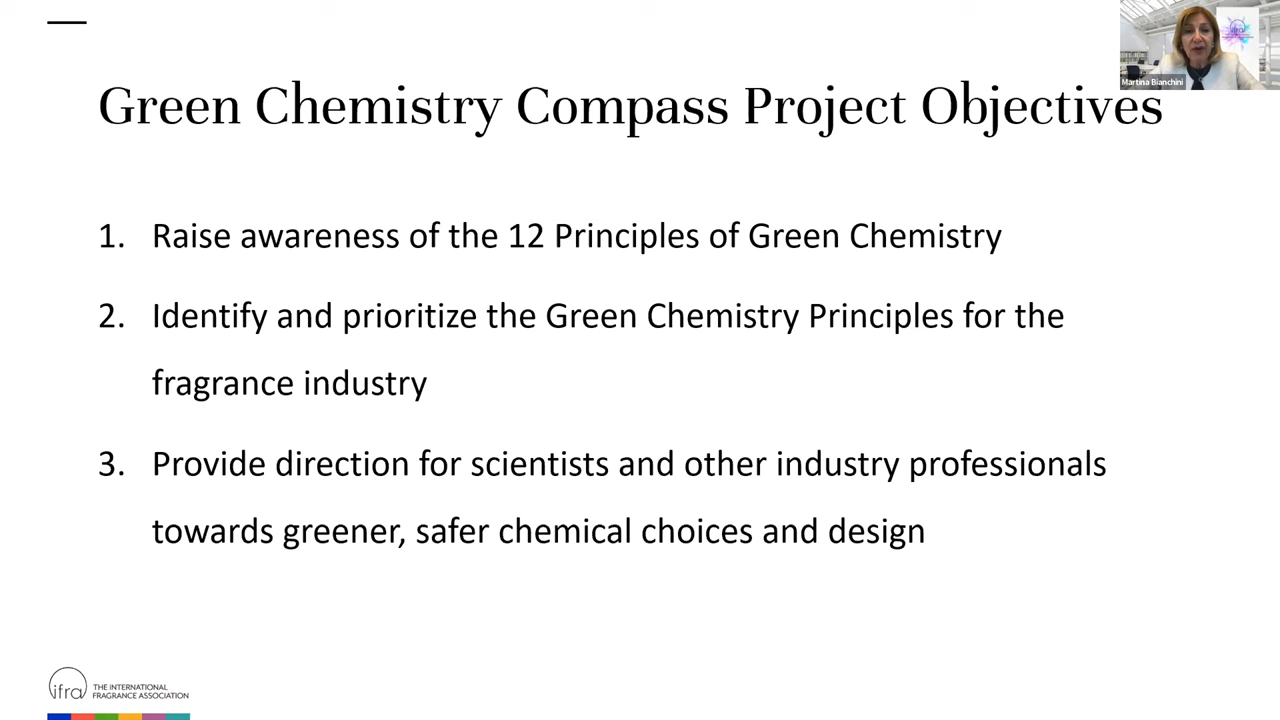 Green Chemistry Compass Project Objectives
Martina Bianchini
ifra
1. Raise awareness of the 12 Principles of Green Chemistry
2. Identify and prioritize the Green Chemistry Principles for the
fragrance industry
3. Provide direction for scientists and other industry professionals
towards greener, safer chemical choices and design
ifra
THE INTERNATIONAL
FRAGRANCE ASSOCIATION